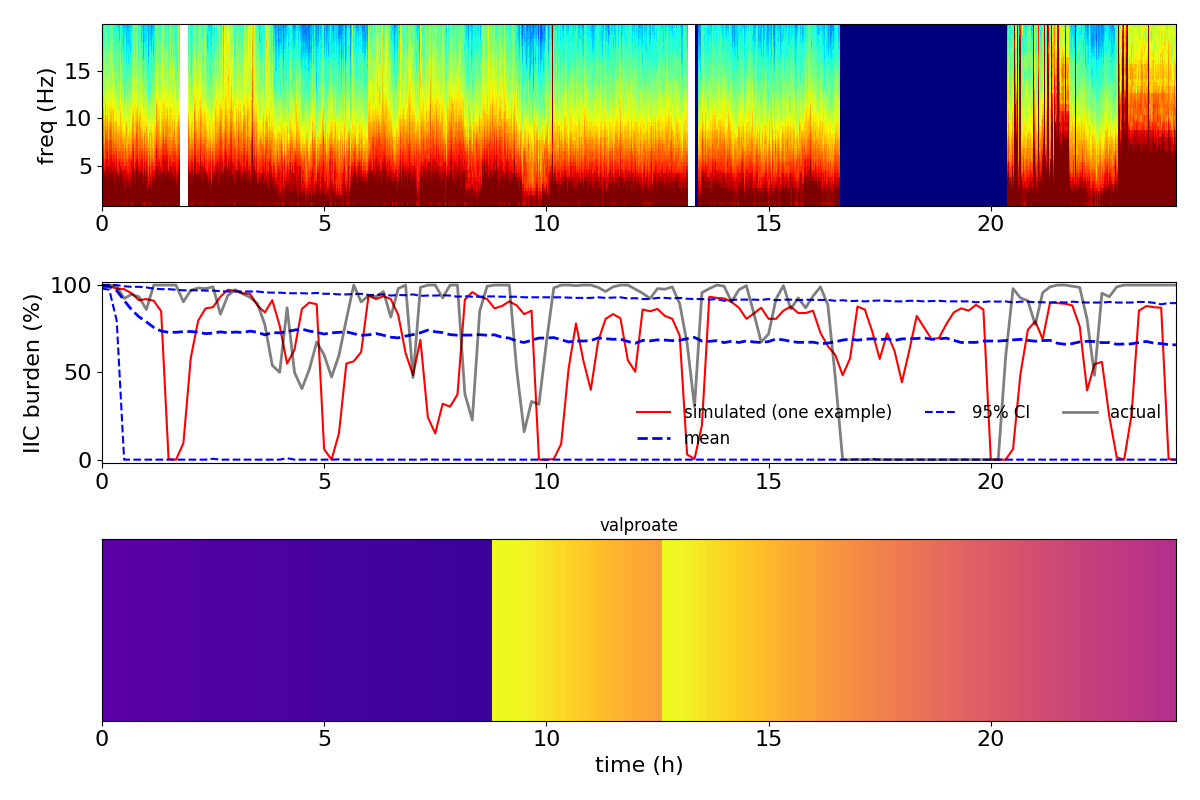 freq (Hz)
15
10
5
0 5 10 15 20
IIC burden (%)
100
50
0
simulated (one example) 95% CI actual
mean
0 5 10 15 20
valproate
0 5 10 15 20
time (h)